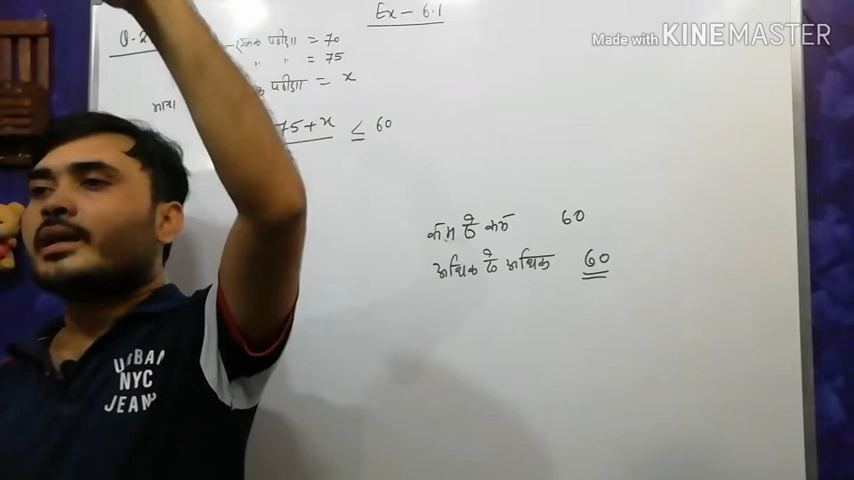 Ex - 6.1
Made with KINEMASTER
परीक्षा = 70
" " = 75
परीक्षा = x
माना
75+x ≤ 60
कम से कम 60
अधिक से अधिक 60
URBAN
NYC
JEANS